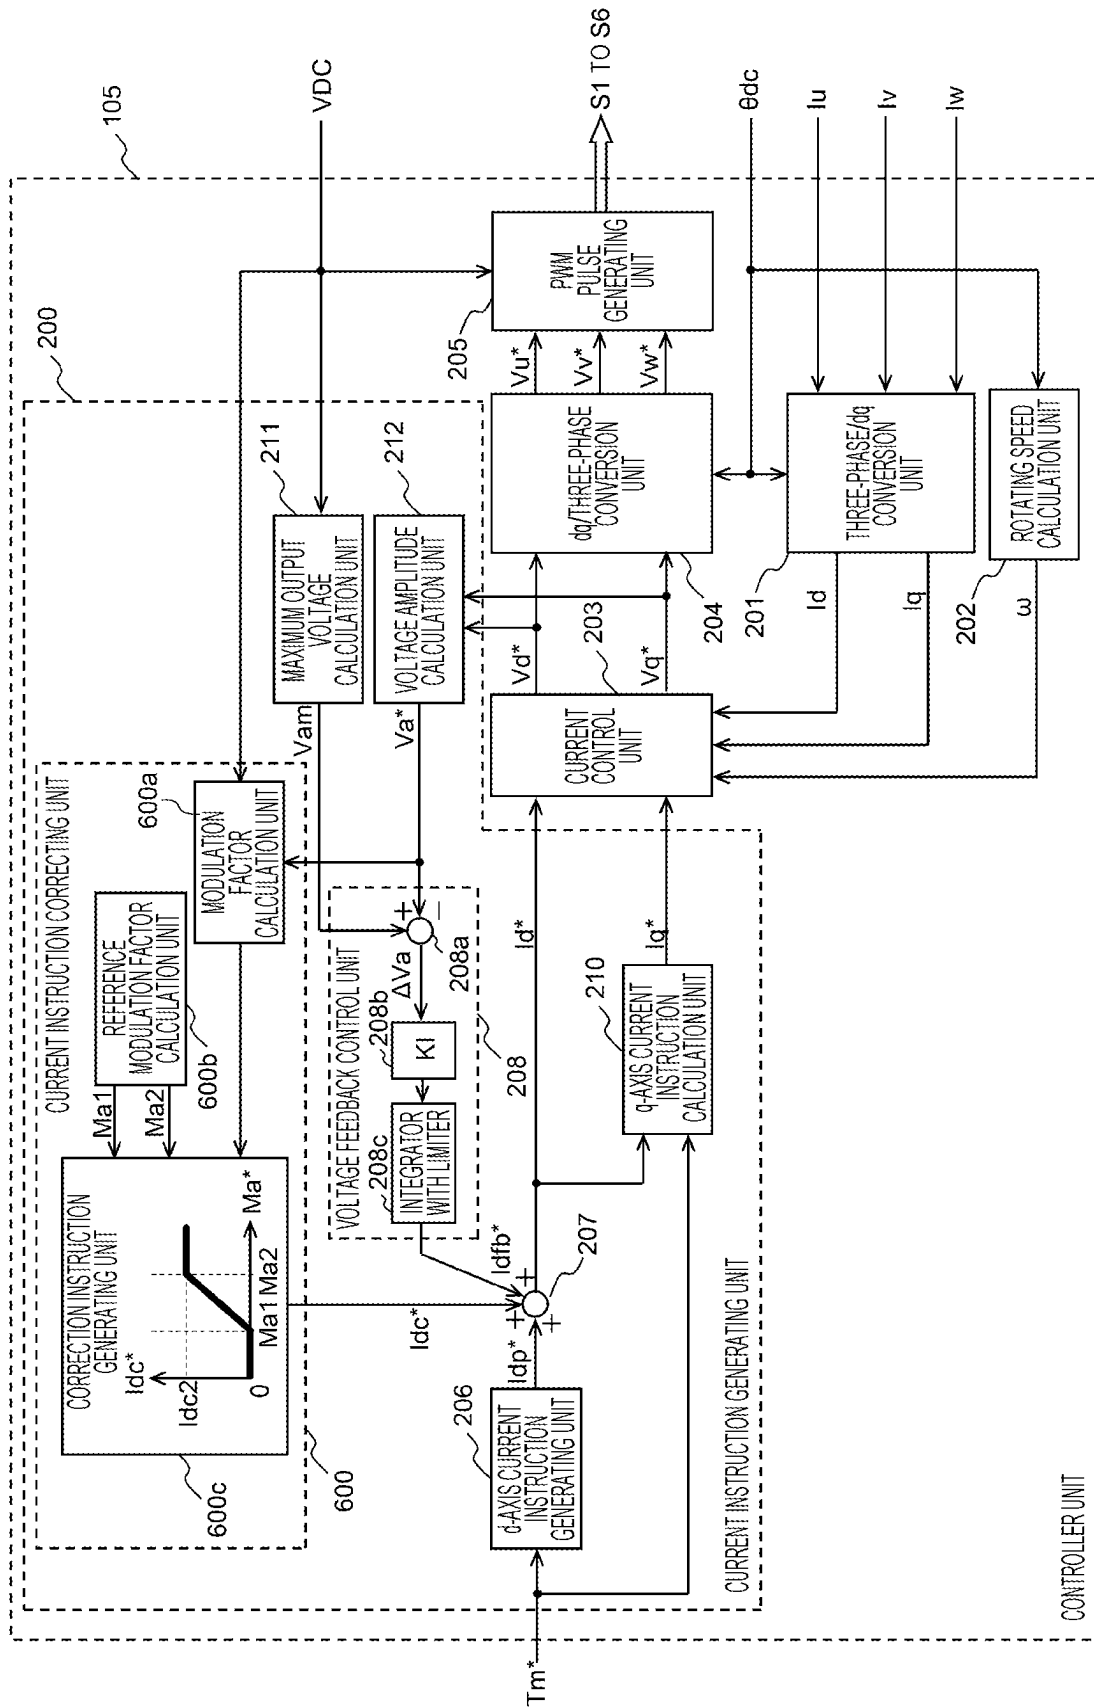 105
VDC
S1 TO S6
θdc
Iu
Iv
Iw
200
CURRENT INSTRUCTION CORRECTING UNIT
CORRECTION INSTRUCTION
GENERATING UNIT
Idc*
Idc2
0
Ma1
Ma2
Ma*
600c
600
Ma1
Ma2
REFERENCE
MODULATION FACTOR
CALCULATION UNIT
600b
MODULATION
FACTOR
CALCULATION UNIT
600a
MAXIMUM OUTPUT
VOLTAGE
CALCULATION UNIT
211
Vam
VOLTAGE AMPLITUDE
CALCULATION UNIT
212
Va*
VOLTAGE FEEDBACK CONTROL UNIT
INTEGRATOR
WITH LIMITER
208c
KI
208b
ΔVa
+
−
208a
208
Idfb*
Idc*
+
+
+
207
Tm*
d-AXIS CURRENT
INSTRUCTION
GENERATING UNIT
206
Idp*
Id*
q-AXIS CURRENT
INSTRUCTION
CALCULATION UNIT
210
Iq*
CURRENT INSTRUCTION GENERATING UNIT
CURRENT
CONTROL
UNIT
203
Vd*
Vq*
dq/THREE-PHASE
CONVERSION
UNIT
204
Vu*
Vv*
Vw*
PWM
PULSE
GENERATING
UNIT
205
THREE-PHASE/dq
CONVERSION
UNIT
201
Id
Iq
ROTATING SPEED
CALCULATION UNIT
202
ω
CONTROLLER UNIT